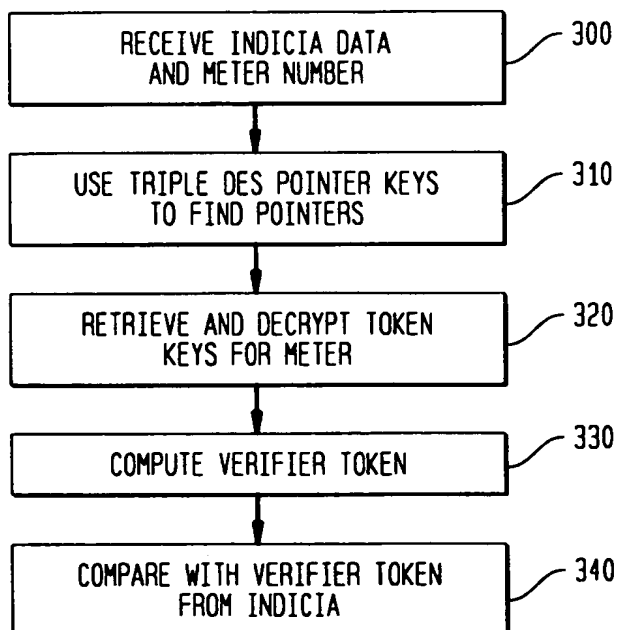 RECEIVE INDICIA DATA
AND METER NUMBER
300
USE TRIPLE DES POINTER KEYS
TO FIND POINTERS
310
RETRIEVE AND DECRYPT TOKEN
KEYS FOR METER
320
COMPUTE VERIFIER TOKEN
330
COMPARE WITH VERIFIER TOKEN
FROM INDICIA
340